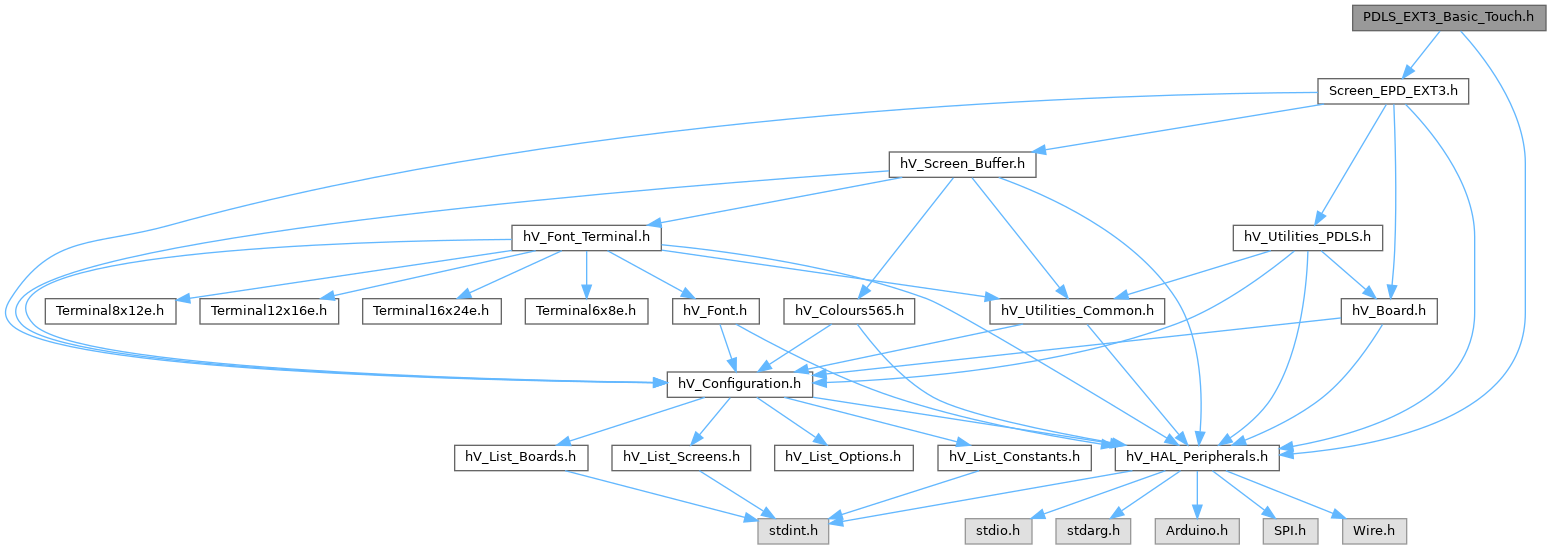 PDLS_EXT3_Basic_Touch.h
Screen_EPD_EXT3.h
hV_Screen_Buffer.h
hV_Font_Terminal.h
hV_Utilities_PDLS.h
Terminal8x12e.h
Terminal12x16e.h
Terminal16x24e.h
Terminal6x8e.h
hV_Font.h
hV_Colours565.h
hV_Utilities_Common.h
hV_Board.h
hV_Configuration.h
hV_List_Boards.h
hV_List_Screens.h
hV_List_Options.h
hV_List_Constants.h
hV_HAL_Peripherals.h
stdint.h
stdio.h
stdarg.h
Arduino.h
SPI.h
Wire.h